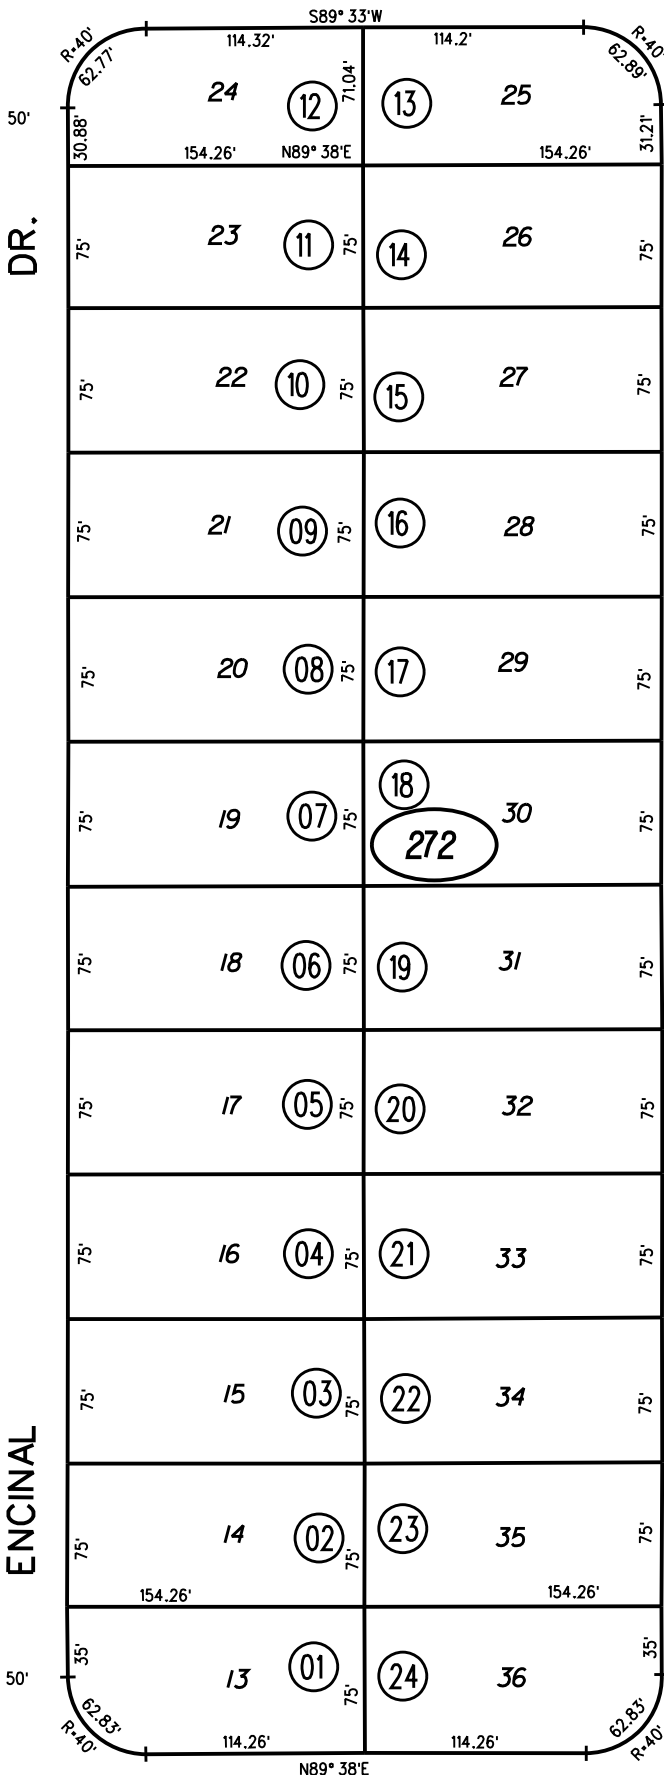 S89° 33'W
R=40' 114.32' 114.2' R=40'
62.77' 62.89'
24 12 71.04' 13 25
50' 30.88' 31.21'
154.26' N89° 38'E 154.26'
DR.
75' 23 11 75' 14 26 75'
75' 22 10 75' 15 27 75'
75' 21 09 75' 16 28 75'
75' 20 08 75' 17 29 75'
18
75' 19 07 75' 30 75'
272
75' 18 06 75' 19 31 75'
75' 17 05 75' 20 32 75'
75' 16 04 75' 21 33 75'
75' 15 03 75' 22 34 75'
ENCINAL
75' 14 02 75' 23 35 75'
154.26' 154.26'
35' 01 35'
50' 13 75' 24 36
62.83' 62.83'
R=40' 114.26' 114.26' R=40'
N89° 38'E